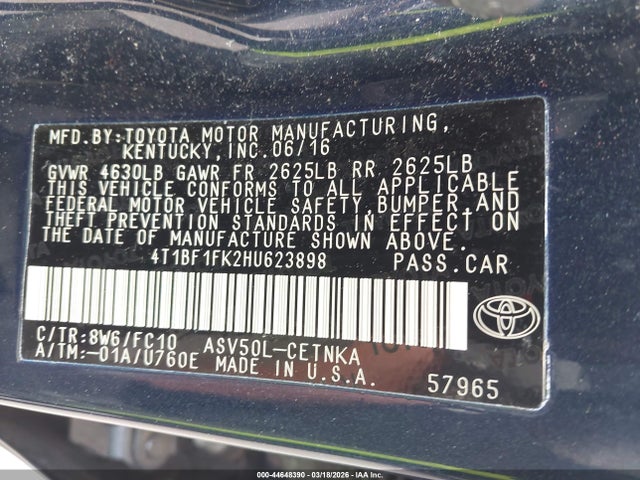 MFD.BY:TOYOTA MOTOR MANUFACTURING,
KENTUCKY, INC. 06/16
GVWR 4630LB GAWR FR 2625LB RR 2625LB
THIS VEHICLE CONFORMS TO ALL APPLICABLE
FEDERAL MOTOR VEHICLE SAFETY, BUMPER, AND
THEFT PREVENTION STANDARDS IN EFFECT ON
THE DATE OF MANUFACTURE SHOWN ABOVE.
4T1BF1FK2HU623898 PASS.CAR
C/TR:8W6/FC10 ASV50L-CETNKA
A/TM:-01A/U760E MADE IN U.S.A. 57965
000-44648390 | 03/18/2026 | IAA Inc.